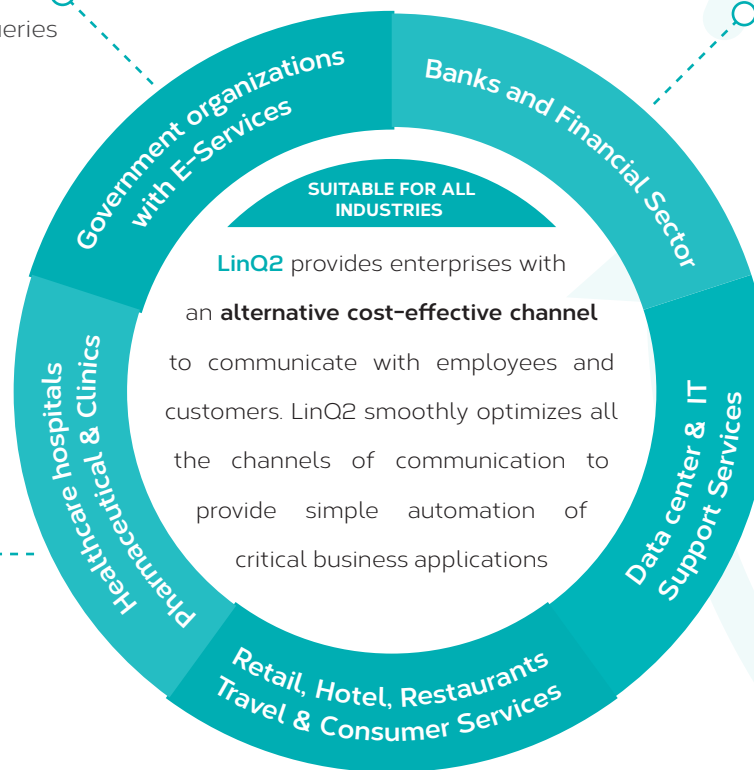 ueries
Government organizations
with E-Services
Banks and Financial Sector
SUITABLE FOR ALL
INDUSTRIES
LinQ2 provides enterprises with
an alternative cost-effective channel
to communicate with employees and
customers. LinQ2 smoothly optimizes all
the channels of communication to
provide simple automation of
critical business applications
Healthcare hospitals
Pharmaceutical & Clinics
Data center & IT
Support Services
Retail, Hotel, Restaurants
Travel & Consumer Services